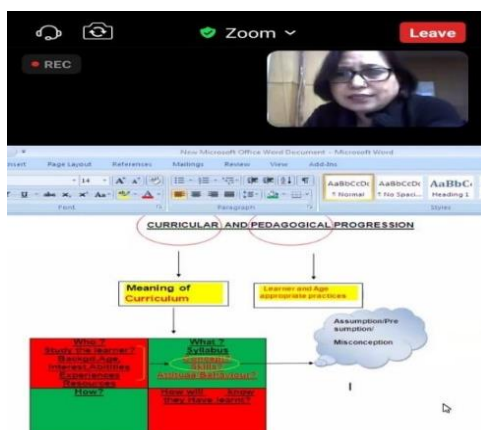 Zoom
Leave
REC
New Microsoft Office Word Document - Microsoft Word
Insert Page Layout References Mailings Review View Add-Ins
14
AaBbCcDc AaBbCcDc AaBbC
¶ Normal ¶ No Spaci... Heading 1
Font Paragraph Styles
CURRICULAR AND PEDAGOGICAL PROGRESSION
Meaning of
Curriculum
Learner and Age
appropriate practices
Who ?
Study the learner?
Backgd, Age,
Interest, Abilities
Experiences
Resources
What ?
Syllabus
Skills?
Attitude/Behaviour?
How?
How will know
they Have learnt?
Assumption/Pre
sumption/
Misconception